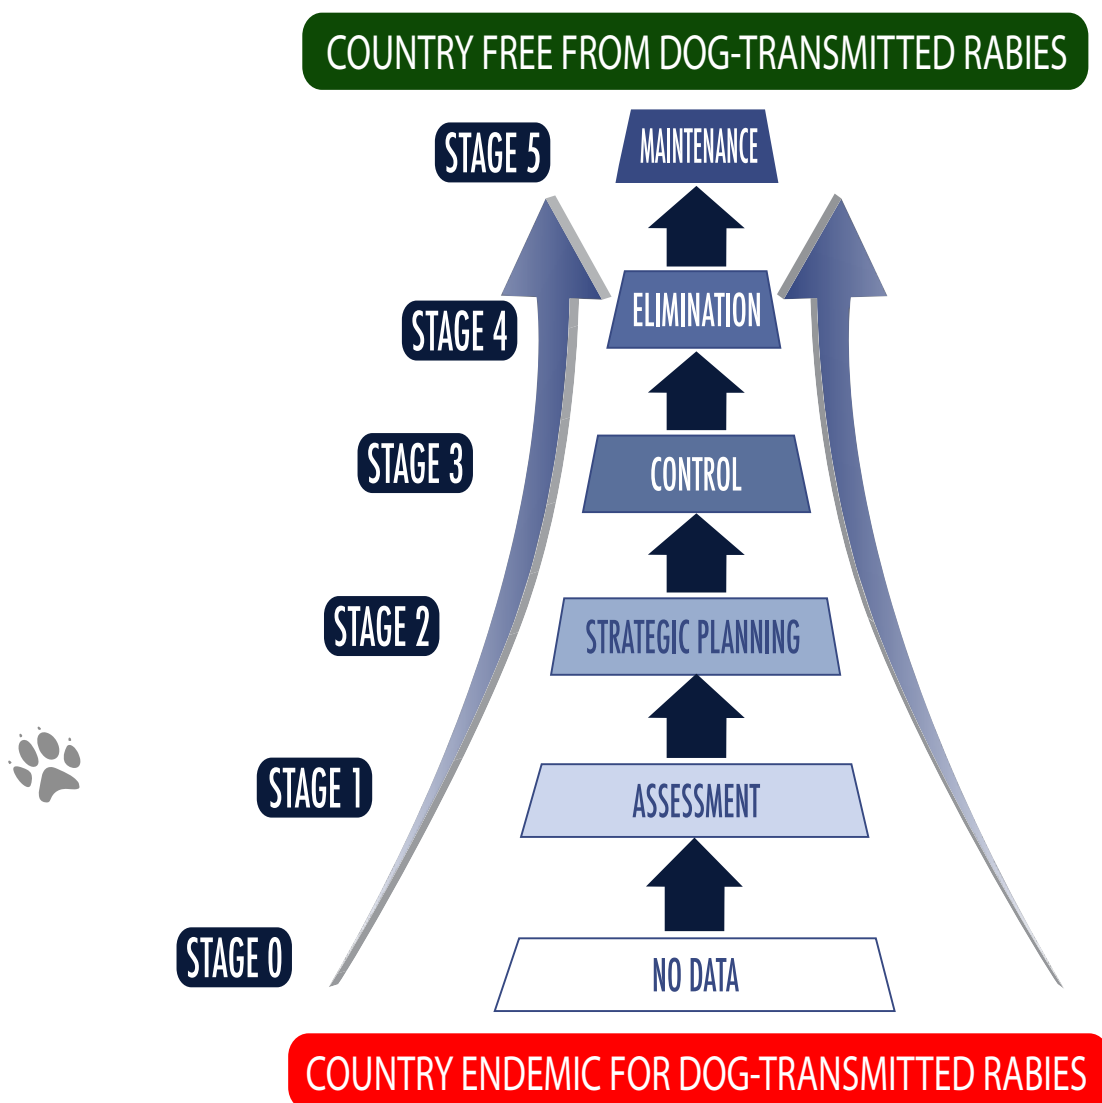 COUNTRY FREE FROM DOG-TRANSMITTED RABIES
STAGE 5
MAINTENANCE
STAGE 4
ELIMINATION
STAGE 3
CONTROL
STAGE 2
STRATEGIC PLANNING
STAGE 1
ASSESSMENT
STAGE 0
NO DATA
COUNTRY ENDEMIC FOR DOG-TRANSMITTED RABIES